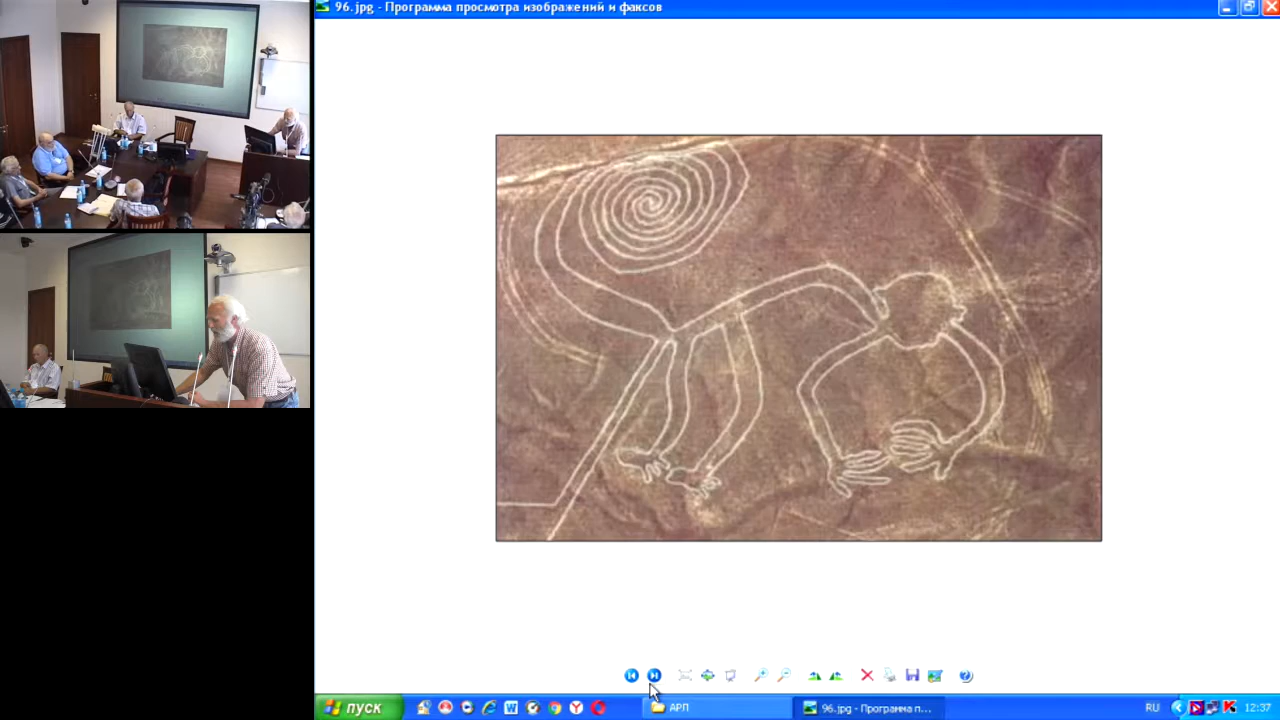 96.jpg - Программа просмотра изображений и факсов
пуск
АРП
96.jpg - Программа п...
RU
12:37